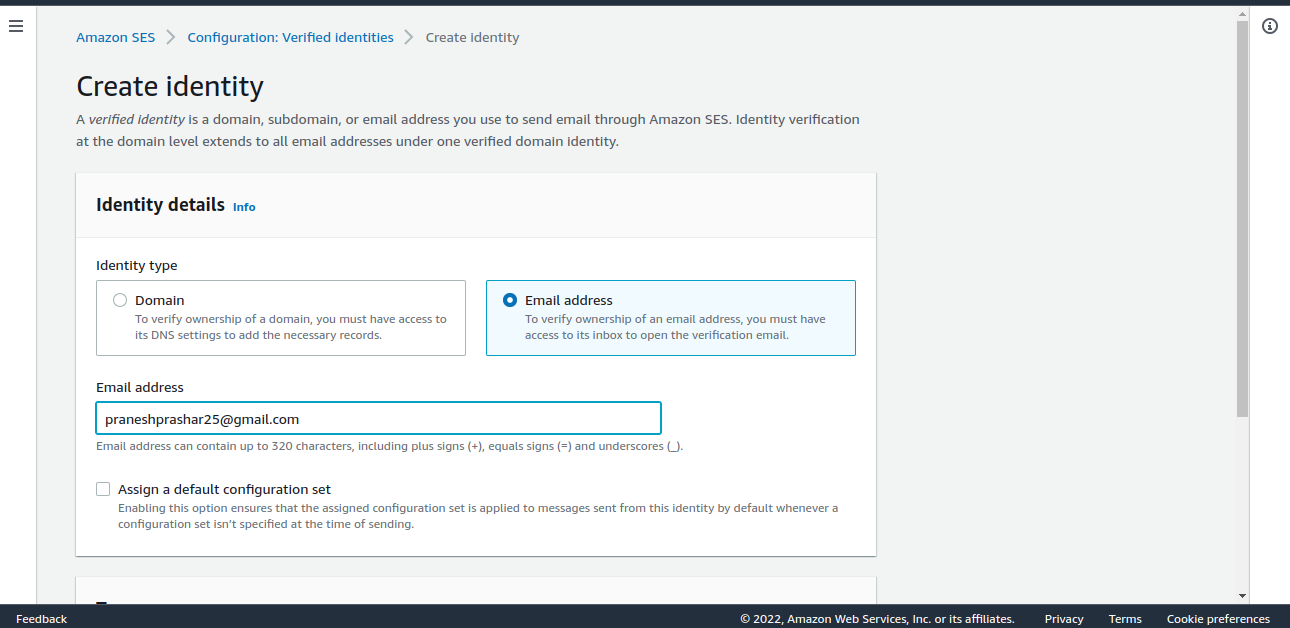 Amazon SES > Configuration: Verified identities > Create identity
Create identity
A verified identity is a domain, subdomain, or email address you use to send email through Amazon SES. Identity verification
at the domain level extends to all email addresses under one verified domain identity.
Identity details Info
Identity type
Domain
To verify ownership of a domain, you must have access to
its DNS settings to add the necessary records.
Email address
To verify ownership of an email address, you must have
access to its inbox to open the verification email.
Email address
praneshprashar25@gmail.com
Email address can contain up to 320 characters, including plus signs (+), equals signs (=) and underscores (_).
Assign a default configuration set
Enabling this option ensures that the assigned configuration set is applied to messages sent from this identity by default whenever a
configuration set isn't specified at the time of sending.
Feedback © 2022, Amazon Web Services, Inc. or its affiliates. Privacy Terms Cookie preferences